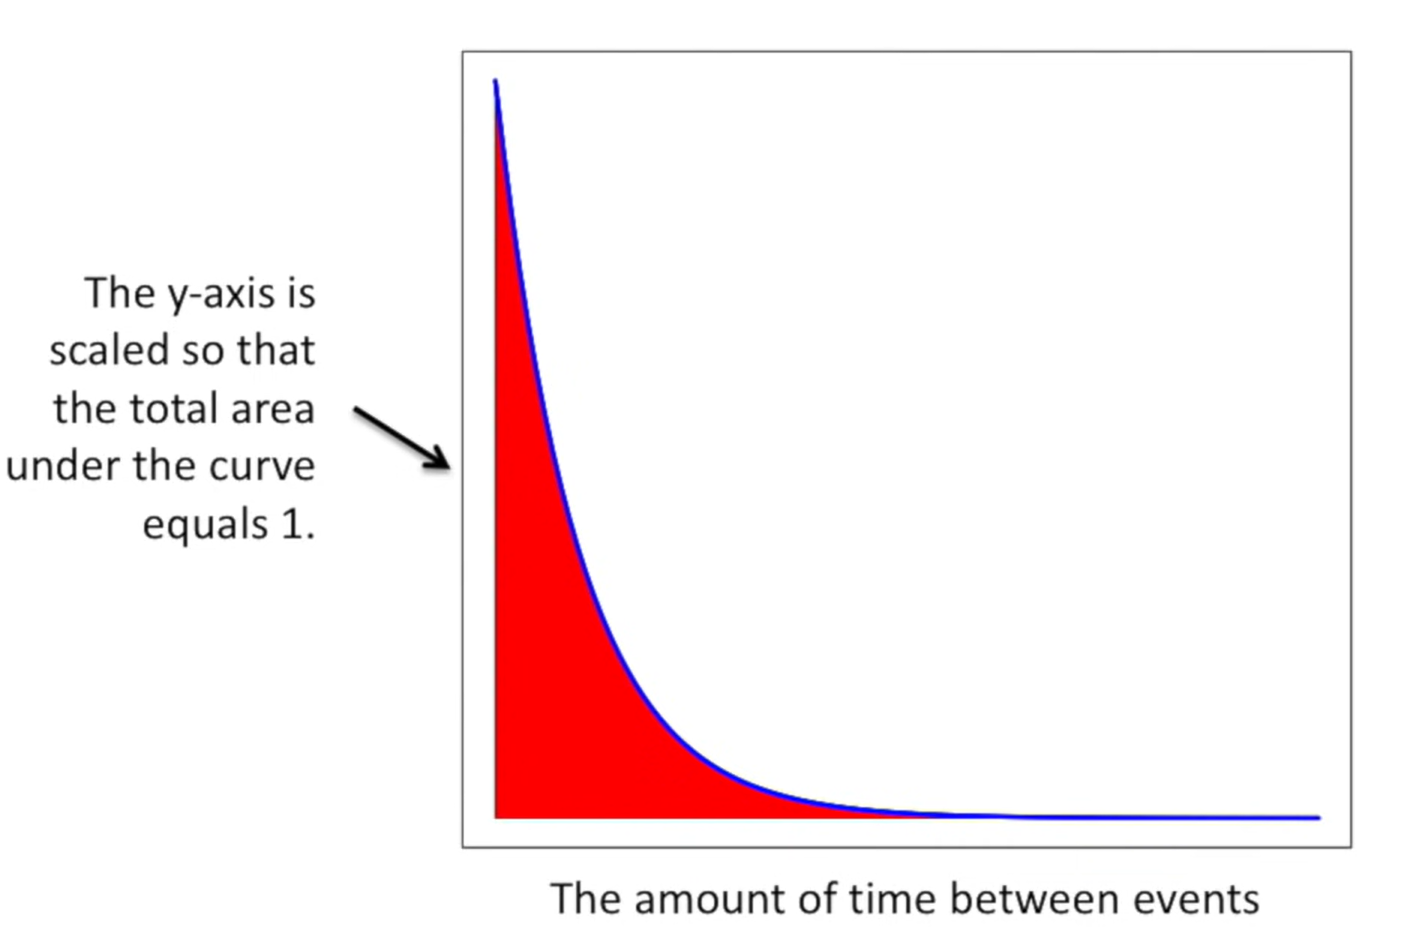 The y-axis is
scaled so that
the total area
under the curve
equals 1.
The amount of time between events